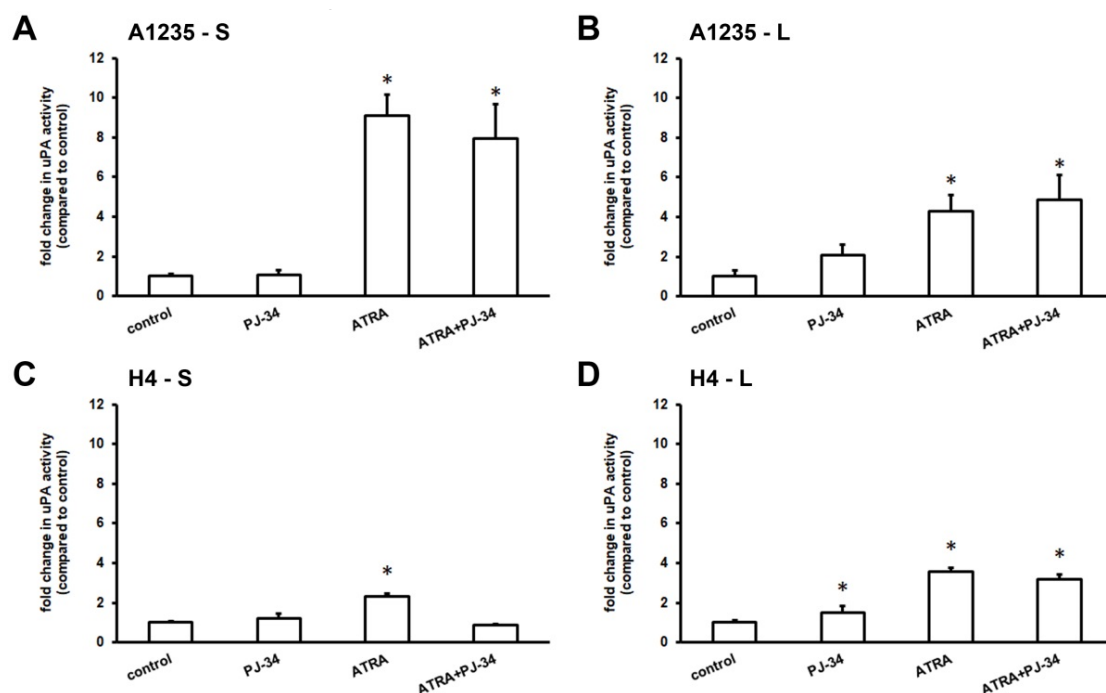 A A1235 - S
fold change in uPA activity
(compared to control)
12
10
8
6
4
2
0
*
*
control
PJ-34
ATRA
ATRA+PJ-34
B A1235 - L
fold change in uPA activity
(compared to control)
12
10
8
6
4
2
0
*
*
control
PJ-34
ATRA
ATRA+PJ-34
C H4 - S
fold change in uPA activity
(compared to control)
12
10
8
6
4
2
0
*
control
PJ-34
ATRA
ATRA+PJ-34
D H4 - L
fold change in uPA activity
(compared to control)
12
10
8
6
4
2
0
*
*
*
control
PJ-34
ATRA
ATRA+PJ-34